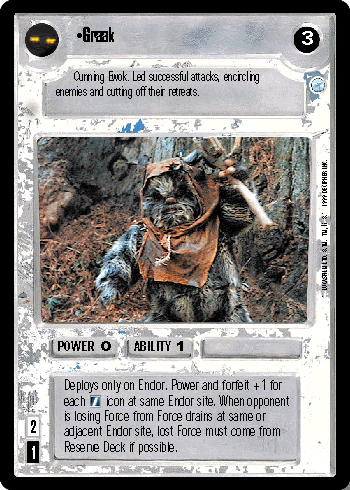 •Graak
3
Cunning Ewok. Led successful attacks, encircling
enemies and cutting off their retreats.
POWER 0
ABILITY 1
Deploys only on Endor. Power and forfeit +1 for
each icon at same Endor site. When opponent
is losing Force from Force drains at same or
adjacent Endor site, lost Force must come from
Reserve Deck if possible.
2
1